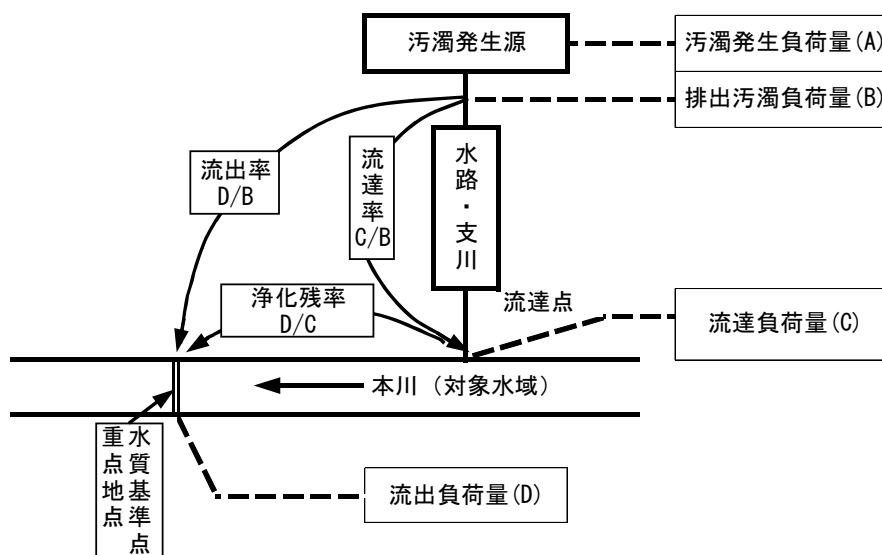 汚濁発生源
汚濁発生負荷量(A)
排出汚濁負荷量(B)
流出率
D/B
流達率
C/B
水路・支川
浄化残率
D/C
流達点
流達負荷量(C)
本川（対象水域）
水質基準点
重点地点
流出負荷量(D)